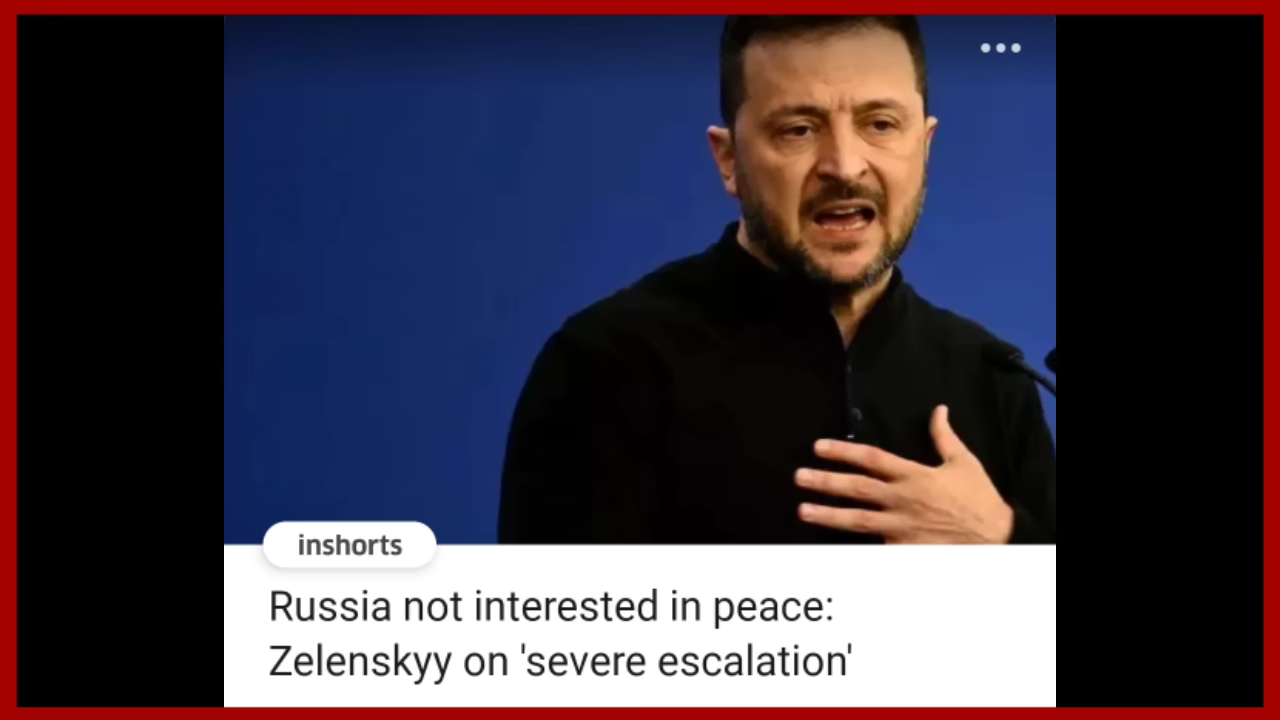 inshorts
Russia not interested in peace:
Zelenskyy on 'severe escalation'